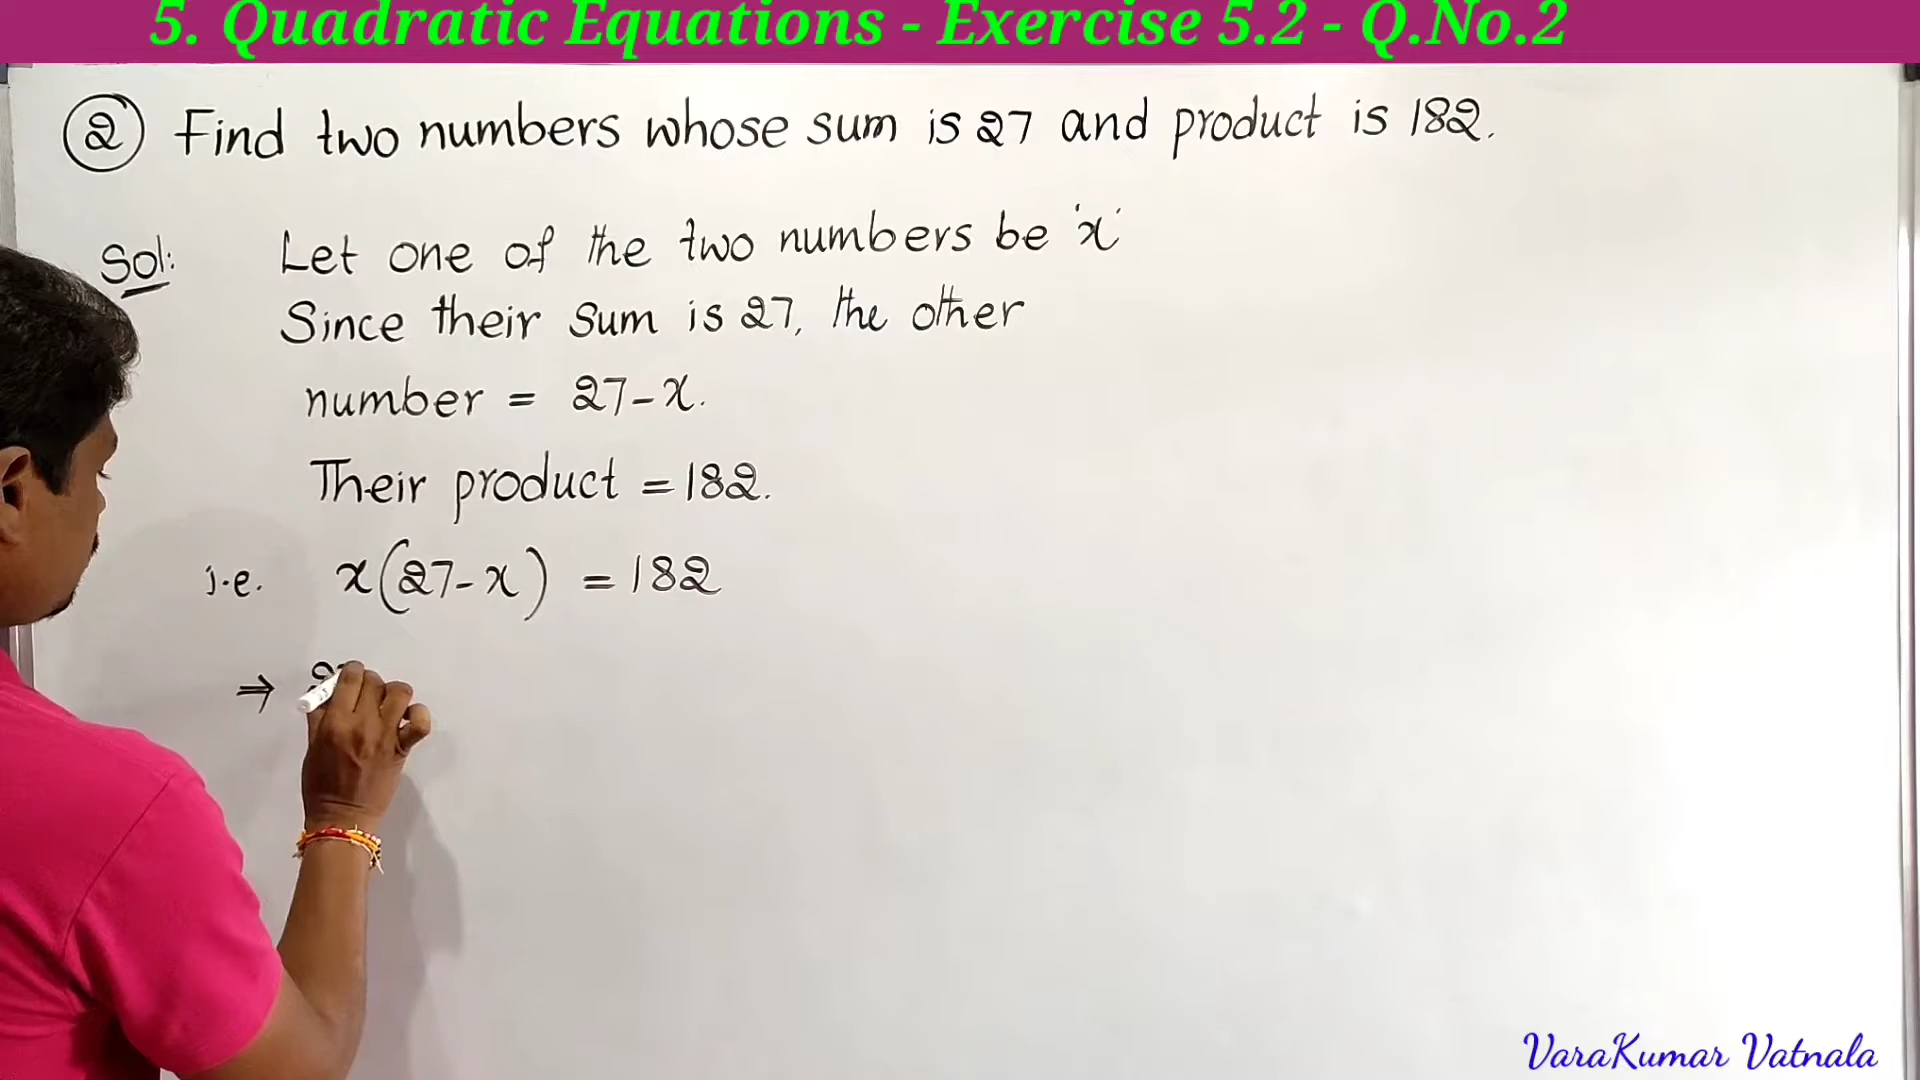 5. Quadratic Equations - Exercise 5.2 - Q.No.2
② Find two numbers whose sum is 27 and product is 182.
Sol: Let one of the two numbers be 'x'
Since their sum is 27, the other
number = 27-x.
Their product = 182.
i.e. x(27-x) = 182
⇒
VaraKumar Vatnala